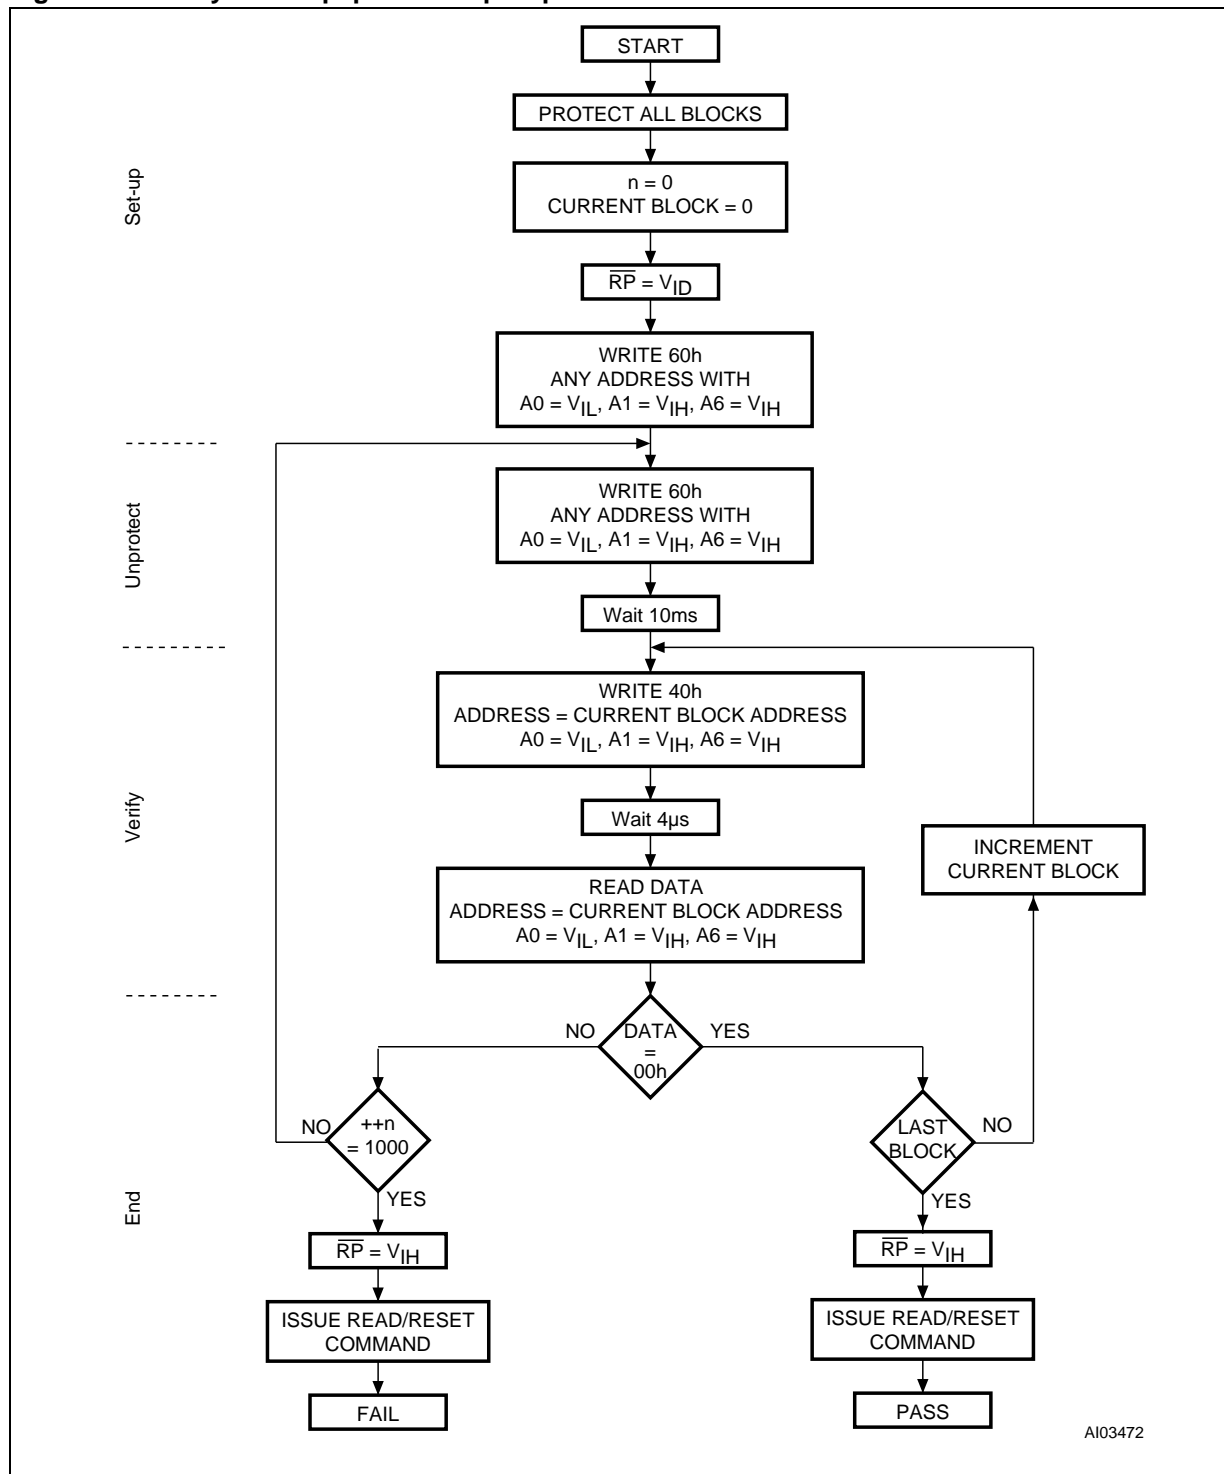 START
PROTECT ALL BLOCKS
n = 0
CURRENT BLOCK = 0
Set-up
RP = VID
WRITE 60h
ANY ADDRESS WITH
A0 = VIL, A1 = VIH, A6 = VIH
Unprotect
WRITE 60h
ANY ADDRESS WITH
A0 = VIL, A1 = VIH, A6 = VIH
Wait 10ms
Verify
WRITE 40h
ADDRESS = CURRENT BLOCK ADDRESS
A0 = VIL, A1 = VIH, A6 = VIH
Wait 4µs
INCREMENT
CURRENT BLOCK
READ DATA
ADDRESS = CURRENT BLOCK ADDRESS
A0 = VIL, A1 = VIH, A6 = VIH
NO
DATA
=
00h
YES
End
NO
++n
= 1000
YES
LAST
BLOCK
NO
YES
RP = VIH
RP = VIH
ISSUE READ/RESET
COMMAND
ISSUE READ/RESET
COMMAND
FAIL
PASS
AI03472